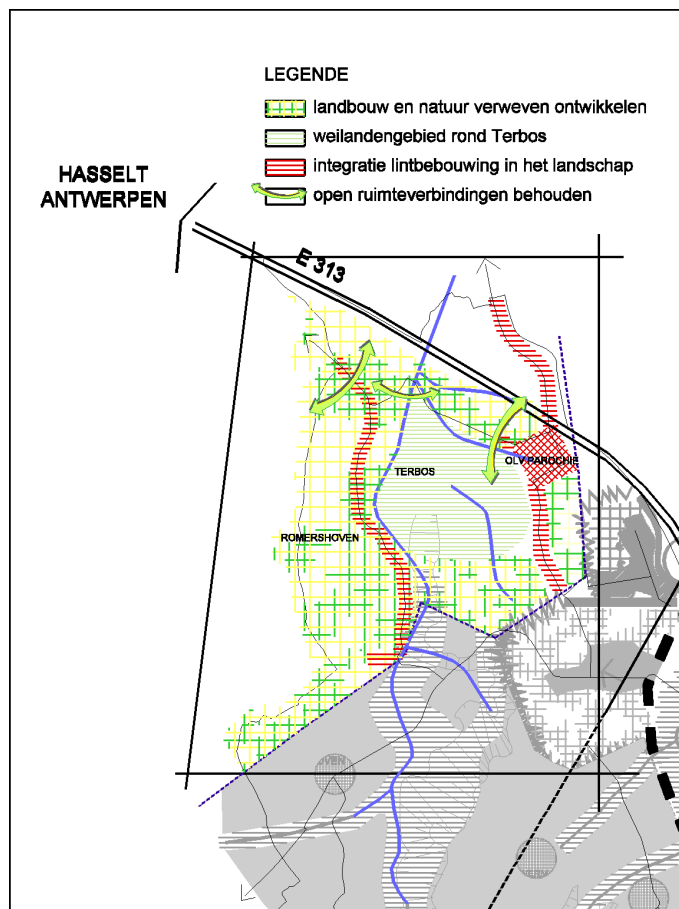 LEGENDE
landbouw en natuur verweven ontwikkelen
weilandengebied rond Terbos
integratie lintbebouwing in het landschap
open ruimteverbindingen behouden
HASSELT
ANTWERPEN
E 313
OLV PAROCHIE
TERBOS
ROMERSHOVEN